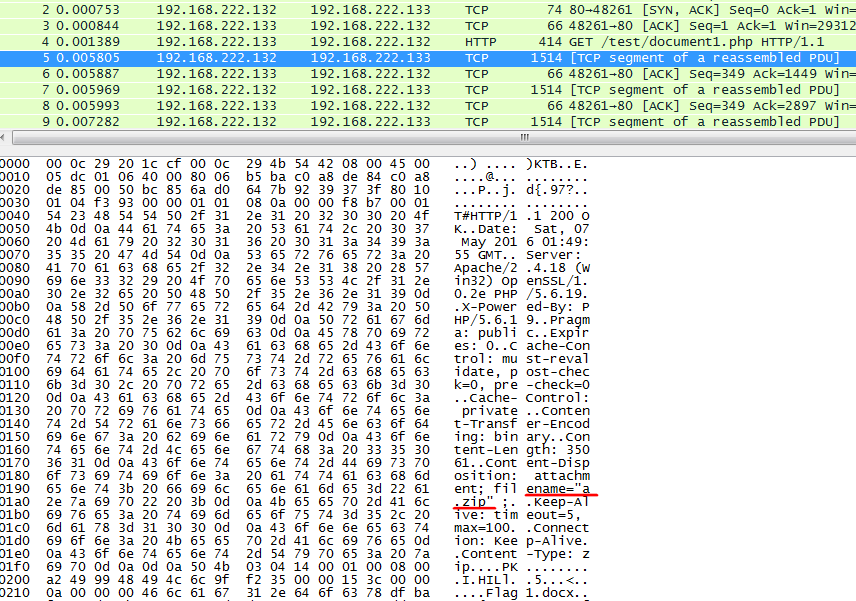 2 0.000753 192.168.222.132 192.168.222.133 TCP 74 80→48261 [SYN, ACK] Seq=0 Ack=1 Win=
3 0.000844 192.168.222.133 192.168.222.132 TCP 66 48261→80 [ACK] Seq=1 Ack=1 Win=29312
4 0.001389 192.168.222.133 192.168.222.132 HTTP 414 GET /test/document1.php HTTP/1.1
5 0.005805 192.168.222.132 192.168.222.133 TCP 1514 [TCP segment of a reassembled PDU]
6 0.005887 192.168.222.133 192.168.222.132 TCP 66 48261→80 [ACK] Seq=349 Ack=1449 Win=
7 0.005969 192.168.222.132 192.168.222.133 TCP 1514 [TCP segment of a reassembled PDU]
8 0.005993 192.168.222.133 192.168.222.132 TCP 66 48261→80 [ACK] Seq=349 Ack=2897 Win=
9 0.007282 192.168.222.132 192.168.222.133 TCP 1514 [TCP segment of a reassembled PDU]
0000 00 0c 29 20 1c cf 00 0c 29 4b 54 42 08 00 45 00 ..) .... )KTB..E.
0010 05 dc 01 06 40 00 80 06 b5 ba c0 a8 de 84 c0 a8 ....@... ........
0020 de 85 00 50 bc 85 6a d0 64 7b 92 39 37 3f 80 10 ...P..j. d{.97?..
0030 01 04 f3 93 00 00 01 01 08 0a 00 00 f8 b7 00 01 ........ ........
0040 54 23 48 54 54 50 2f 31 2e 31 20 32 30 30 20 4f T#HTTP/1 .1 200 O
0050 4b 0d 0a 44 61 74 65 3a 20 53 61 74 2c 20 30 37 K..Date: Sat, 07
0060 20 4d 61 79 20 32 30 31 36 20 30 31 3a 34 39 3a May 201 6 01:49:
0070 35 35 20 47 4d 54 0d 0a 53 65 72 76 65 72 3a 20 55 GMT.. Server:
0080 41 70 61 63 68 65 2f 32 2e 34 2e 31 38 20 28 57 Apache/2 .4.18 (W
0090 69 6e 33 32 29 20 4f 70 65 6e 53 53 4c 2f 31 2e in32) Op enSSL/1.
00a0 30 2e 32 65 20 50 48 50 2f 35 2e 36 2e 31 39 0d 0.2e PHP /5.6.19.
00b0 0a 58 2d 50 6f 77 65 72 65 64 2d 42 79 3a 20 50 .X-Power ed-By: P
00c0 48 50 2f 35 2e 36 2e 31 39 0d 0a 50 72 61 67 6d HP/5.6.1 9..Pragm
00d0 61 3a 20 70 75 62 6c 69 63 0d 0a 45 78 70 69 72 a: publi c..Expir
00e0 65 73 3a 20 30 0d 0a 43 61 63 68 65 2d 43 6f 6e es: 0..C ache-Con
00f0 74 72 6f 6c 3a 20 6d 75 73 74 2d 72 65 76 61 6c trol: mu st-reval
0100 69 64 61 74 65 2c 20 70 6f 73 74 2d 63 68 65 63 idate, p ost-chec
0110 6b 3d 30 2c 20 70 72 65 2d 63 68 65 63 6b 3d 30 k=0, pre -check=0
0120 0d 0a 43 61 63 68 65 2d 43 6f 6e 74 72 6f 6c 3a ..Cache- Control:
0130 20 70 72 69 76 61 74 65 0d 0a 43 6f 6e 74 65 6e private ..Conten
0140 74 2d 54 72 61 6e 73 66 65 72 2d 45 6e 63 6f 64 t-Transf er-Encod
0150 69 6e 67 3a 20 62 69 6e 61 72 79 0d 0a 43 6f 6e ing: bin ary..Con
0160 74 65 6e 74 2d 4c 65 6e 67 74 68 3a 20 33 35 30 tent-Len gth: 350
0170 36 31 0d 0a 43 6f 6e 74 65 6e 74 2d 44 69 73 70 61..Cont ent-Disp
0180 6f 73 69 74 69 6f 6e 3a 20 61 74 74 61 63 68 6d osition: attachm
0190 65 6e 74 3b 20 66 69 6c 65 6e 61 6d 65 3d 22 61 ent; fil ename="a
01a0 2e 7a 69 70 22 20 3b 0d 0a 4b 65 65 70 2d 41 6c .zip" ;. .Keep-Al
01b0 69 76 65 3a 20 74 69 6d 65 6f 75 74 3d 35 2c 20 ive: tim eout=5,
01c0 6d 61 78 3d 31 30 30 0d 0a 43 6f 6e 6e 65 63 74 max=100. .Connect
01d0 69 6f 6e 3a 20 4b 65 65 70 2d 41 6c 69 76 65 0d ion: Kee p-Alive.
01e0 0a 43 6f 6e 74 65 6e 74 2d 54 79 70 65 3a 20 7a .Content -Type: z
01f0 69 70 0d 0a 0d 0a 50 4b 03 04 14 00 01 00 08 00 ip....PK ........
0200 a2 49 99 48 49 4c 6c 9f f2 35 00 00 15 3c 00 00 .I.HILl. .5...<..
0210 0a 00 00 00 46 6c 61 67 31 2e 64 6f 63 78 df ba ....Flag 1.docx..